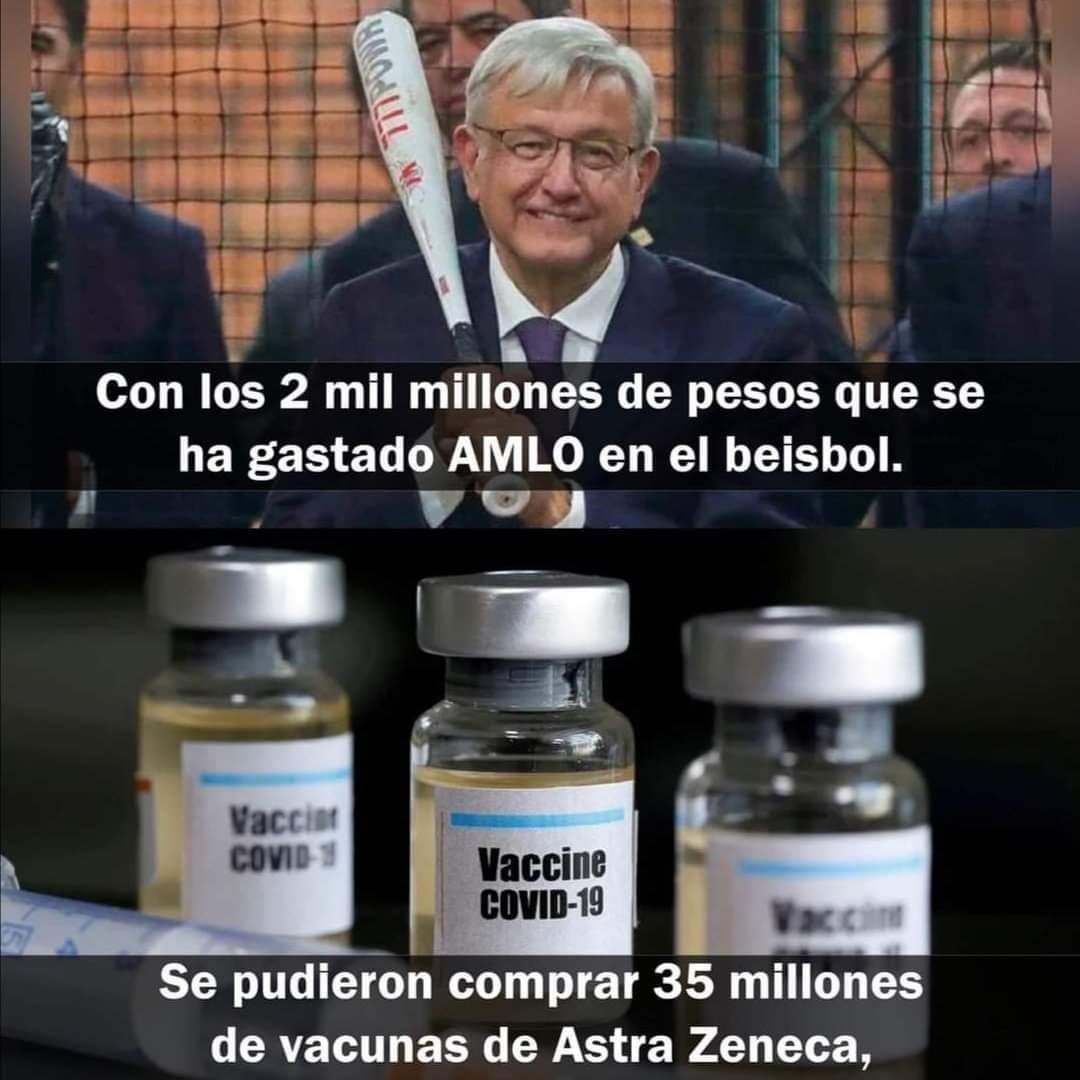 Con los 2 mil millones de pesos que se
ha gastado AMLO en el beisbol.
Vaccine
COVID-19
Vaccine
COVID-19
Vaccine
Se pudieron comprar 35 millones
de vacunas de Astra Zeneca,